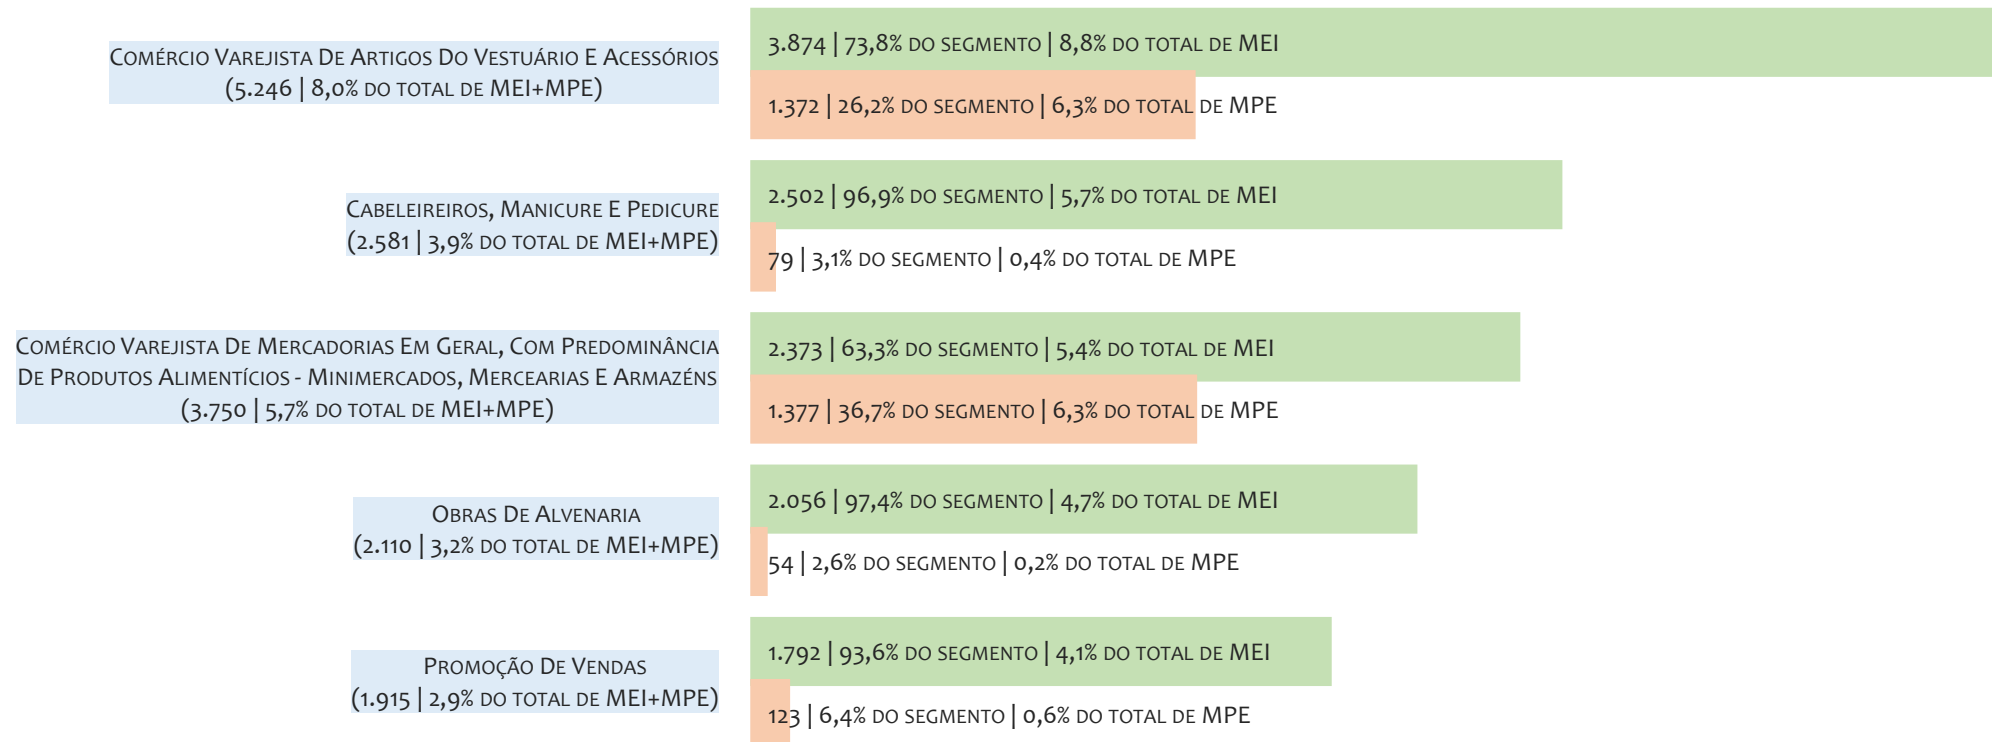 Comércio Varejista De Artigos Do Vestuário E Acessórios
(5.246 | 8,0% do total de MEI+MPE)
3.874 | 73,8% do segmento | 8,8% do total de MEI
1.372 | 26,2% do segmento | 6,3% do total de MPE
Cabeleireiros, Manicure E Pedicure
(2.581 | 3,9% do total de MEI+MPE)
2.502 | 96,9% do segmento | 5,7% do total de MEI
79 | 3,1% do segmento | 0,4% do total de MPE
Comércio Varejista De Mercadorias Em Geral, Com Predominância
De Produtos Alimentícios - Minimercados, Mercearias E Armazéns
(3.750 | 5,7% do total de MEI+MPE)
2.373 | 63,3% do segmento | 5,4% do total de MEI
1.377 | 36,7% do segmento | 6,3% do total de MPE
Obras De Alvenaria
(2.110 | 3,2% do total de MEI+MPE)
2.056 | 97,4% do segmento | 4,7% do total de MEI
54 | 2,6% do segmento | 0,2% do total de MPE
Promoção De Vendas
(1.915 | 2,9% do total de MEI+MPE)
1.792 | 93,6% do segmento | 4,1% do total de MEI
123 | 6,4% do segmento | 0,6% do total de MPE